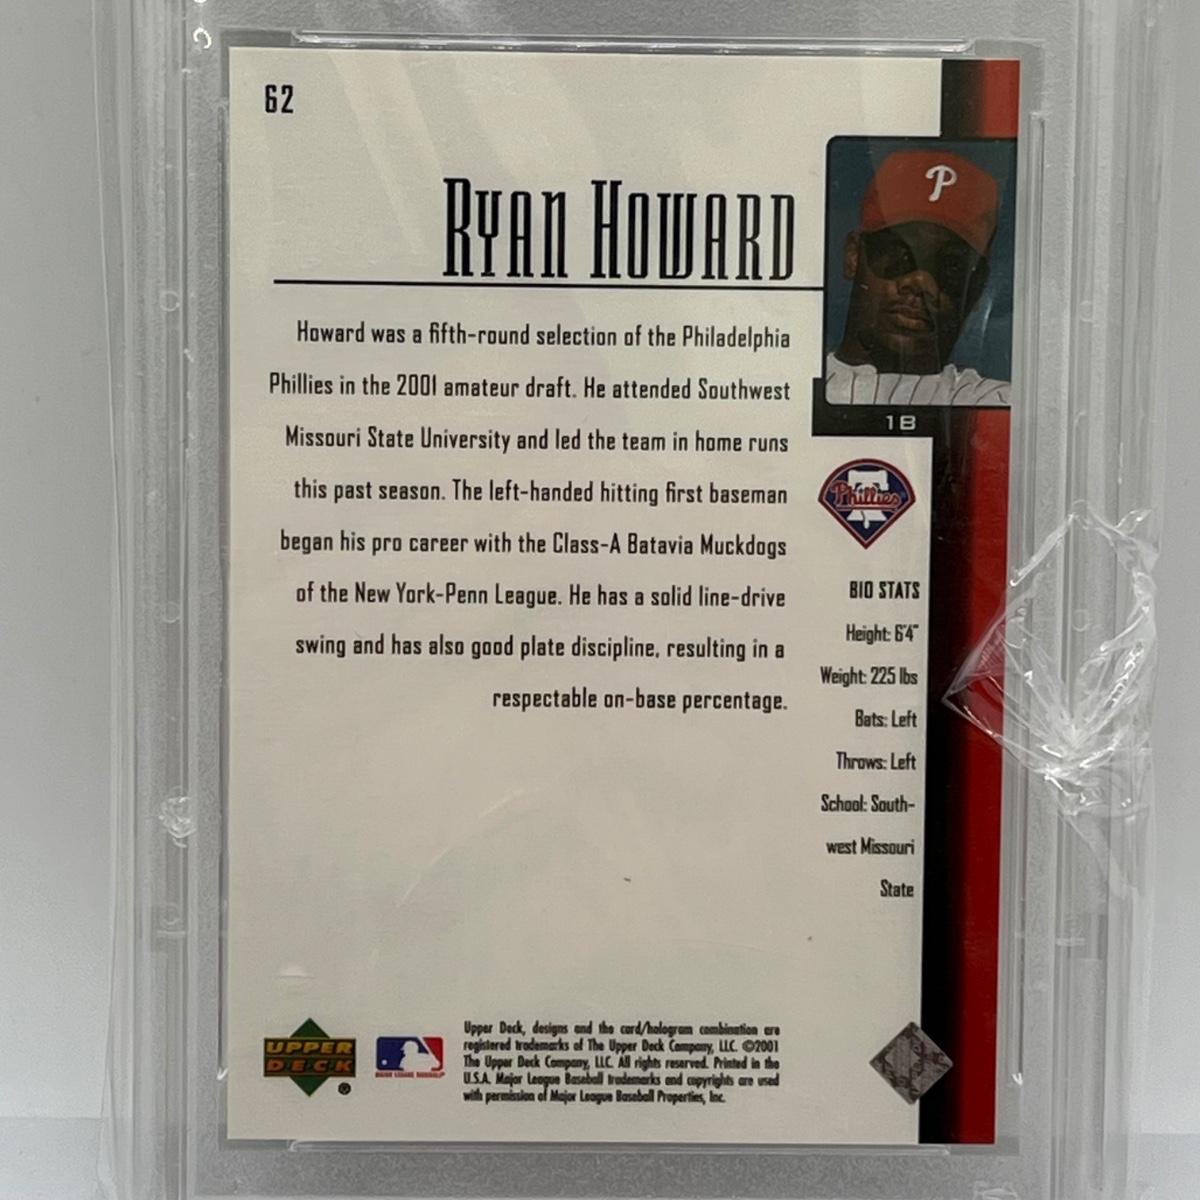 62
P
RYAN HOWARD
Howard was a fifth-round selection of the Philadelphia
Phillies in the 2001 amateur draft. He attended Southwest
Missouri State University and led the team in home runs
this past season. The left-handed hitting first baseman
began his pro career with the Class-A Batavia Muckdogs
of the New York-Penn League. He has a solid line-drive
swing and has also good plate discipline, resulting in a
respectable on-base percentage.
1B
Phillies
BIO STATS
Height: 6'4"
Weight: 225 lbs
Bats: Left
Throws: Left
School: South-
west Missouri
State
UPPER
DECK
®
MAJOR LEAGUE BASEBALL
Upper Deck, designs and the card/hologram combination are
registered trademarks of The Upper Deck Company, LLC. ©2001
The Upper Deck Company, LLC. All rights reserved. Printed in the
U.S.A. Major League Baseball trademarks and copyrights are used
with permission of Major League Baseball Properties, Inc.